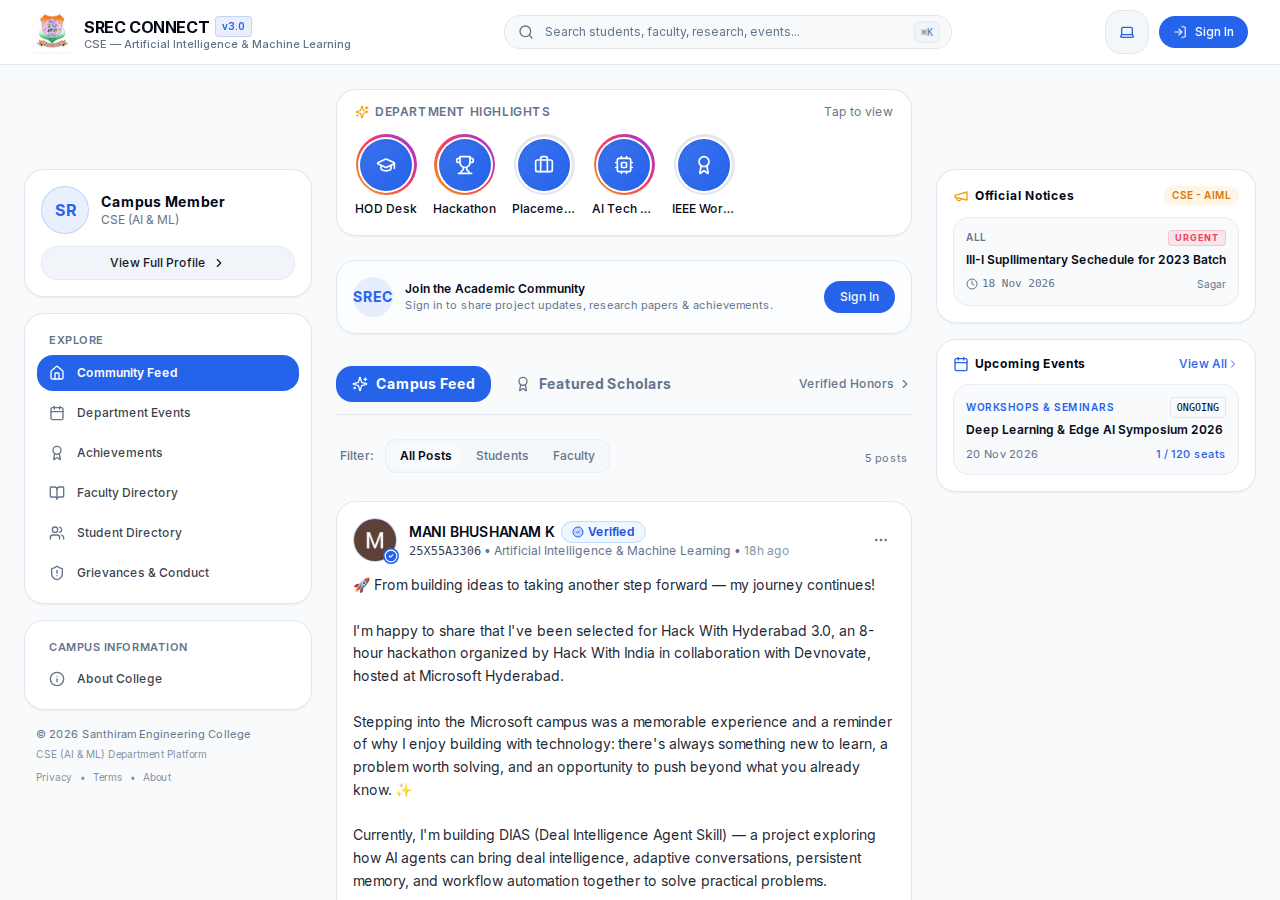 SREC CONNECT v3.0
CSE — Artificial Intelligence & Machine Learning
Search students, faculty, research, events...
⌘K
Sign In
SR
Campus Member
CSE (AI & ML)
View Full Profile
EXPLORE
Community Feed
Department Events
Achievements
Faculty Directory
Student Directory
Grievances & Conduct
CAMPUS INFORMATION
About College
© 2026 Santhiram Engineering College
CSE (AI & ML) Department Platform
Privacy • Terms • About
DEPARTMENT HIGHLIGHTS
Tap to view
HOD Desk
Hackathon
Placeme...
AI Tech ...
IEEE Wor...
SREC
Join the Academic Community
Sign in to share project updates, research papers & achievements.
Sign In
Campus Feed
Featured Scholars
Verified Honors
Filter:
All Posts
Students
Faculty
5 posts
M
MANI BHUSHANAM K
Verified
25X55A3306 • Artificial Intelligence & Machine Learning • 18h ago
🚀 From building ideas to taking another step forward — my journey continues!
I'm happy to share that I've been selected for Hack With Hyderabad 3.0, an 8-
hour hackathon organized by Hack With India in collaboration with Devnovate,
hosted at Microsoft Hyderabad.
Stepping into the Microsoft campus was a memorable experience and a reminder
of why I enjoy building with technology: there's always something new to learn, a
problem worth solving, and an opportunity to push beyond what you already
know. ✨
Currently, I'm building DIAS (Deal Intelligence Agent Skill) — a project exploring
how AI agents can bring deal intelligence, adaptive conversations, persistent
memory, and workflow automation together to solve practical problems.
Official Notices
CSE - AIML
ALL
URGENT
III-I Supllimentary Sechedule for 2023 Batch
18 Nov 2026
Sagar
Upcoming Events
View All
WORKSHOPS & SEMINARS
ONGOING
Deep Learning & Edge AI Symposium 2026
20 Nov 2026
1 / 120 seats